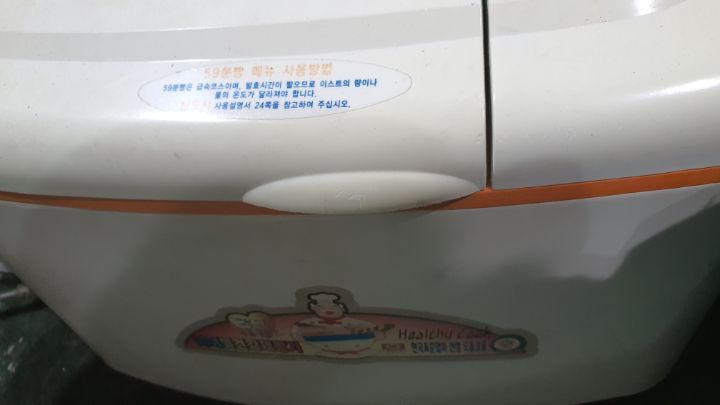 59분빵 메뉴 사용방법
59분빵은 급속코스이며, 발효시간이 짧으므로 이스트의 량이나
물의 온도가 달라져야 합니다.
반드시 사용설명서 24쪽을 참고하여 주십시오.
Healthy Cook